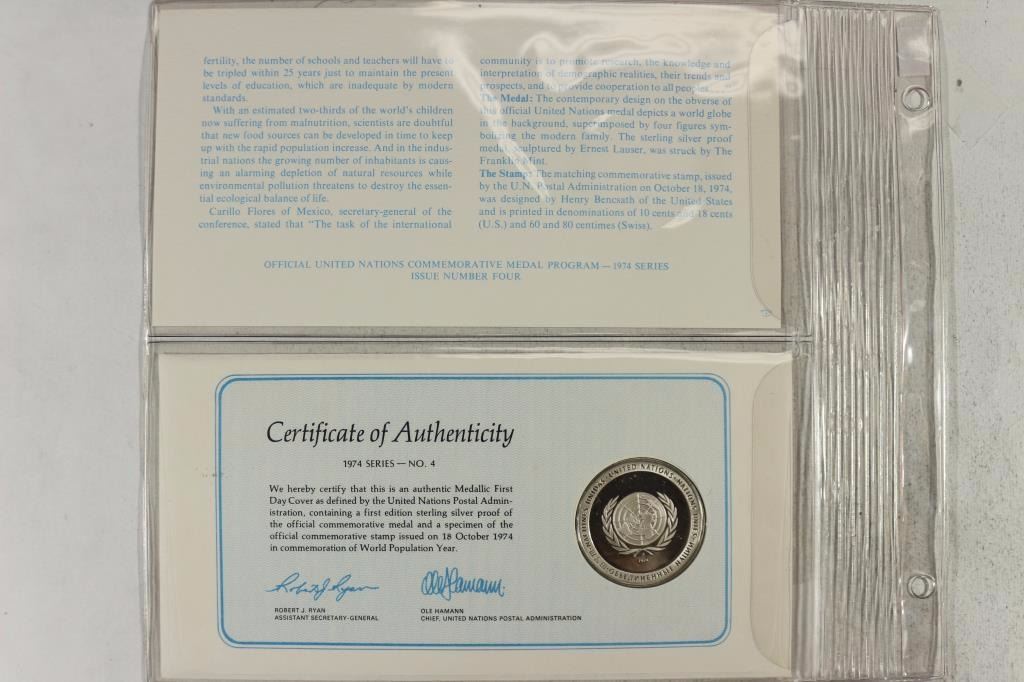 fertility, the number of schools and teachers will have to
be tripled within 25 years just to maintain the present
levels of education, which are inadequate by modern
standards.
With an estimated two-thirds of the world's children
now suffering from malnutrition, scientists are doubtful
that new food sources can be developed in time to keep
up with the rapid population increase. And in the indus-
trial nations the growing number of inhabitants is caus-
ing an alarming depletion of natural resources while
environmental pollution threatens to destroy the essen-
tial ecological balance of life.
Carillo Flores of Mexico, secretary-general of the
conference, stated that "The task of the international
community is to promote research, the knowledge and
interpretation of demographic realities, their trends and
prospects, and to provide cooperation to all peoples
The Medal: The contemporary design on the obverse of
this official United Nations medal depicts a world globe
in the background, superimposed by four figures sym-
bolizing the modern family. The sterling silver proof
medal, sculptured by Ernest Lauser, was struck by The
Franklin Mint.
The Stamp: The matching commemorative stamp, issued
by the U.N. Postal Administration on October 18, 1974,
was designed by Henry Bencsath of the United States
and is printed in denominations of 10 cents and 18 cents
(U.S.) and 60 and 80 centimes (Swiss).
OFFICIAL UNITED NATIONS COMMEMORATIVE MEDAL PROGRAM — 1974 SERIES
ISSUE NUMBER FOUR
Certificate of Authenticity
1974 SERIES — NO. 4
We hereby certify that this is an authentic Medallic First
Day Cover as defined by the United Nations Postal Admin-
istration, containing a first edition sterling silver proof of
the official commemorative medal and a specimen of the
official commemorative stamp issued on 18 October 1974
in commemoration of World Population Year.
Robert J. Ryan
Ole Hamann
ROBERT J. RYAN
ASSISTANT SECRETARY-GENERAL
OLE HAMANN
CHIEF, UNITED NATIONS POSTAL ADMINISTRATION
UNITED NATIONS
UNIDAS
ОБЪЕДИНЕННЫЕ НАЦИИ
1974